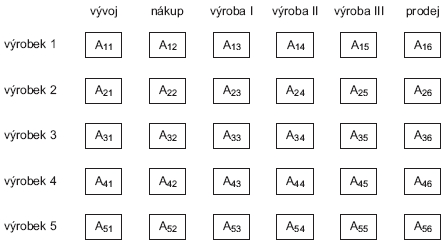 vývoj nákup výroba I výroba II výroba III prodej
výrobek 1 A11 A12 A13 A14 A15 A16
výrobek 2 A21 A22 A23 A24 A25 A26
výrobek 3 A31 A32 A33 A34 A35 A36
výrobek 4 A41 A42 A43 A44 A45 A46
výrobek 5 A51 A52 A53 A54 A55 A56